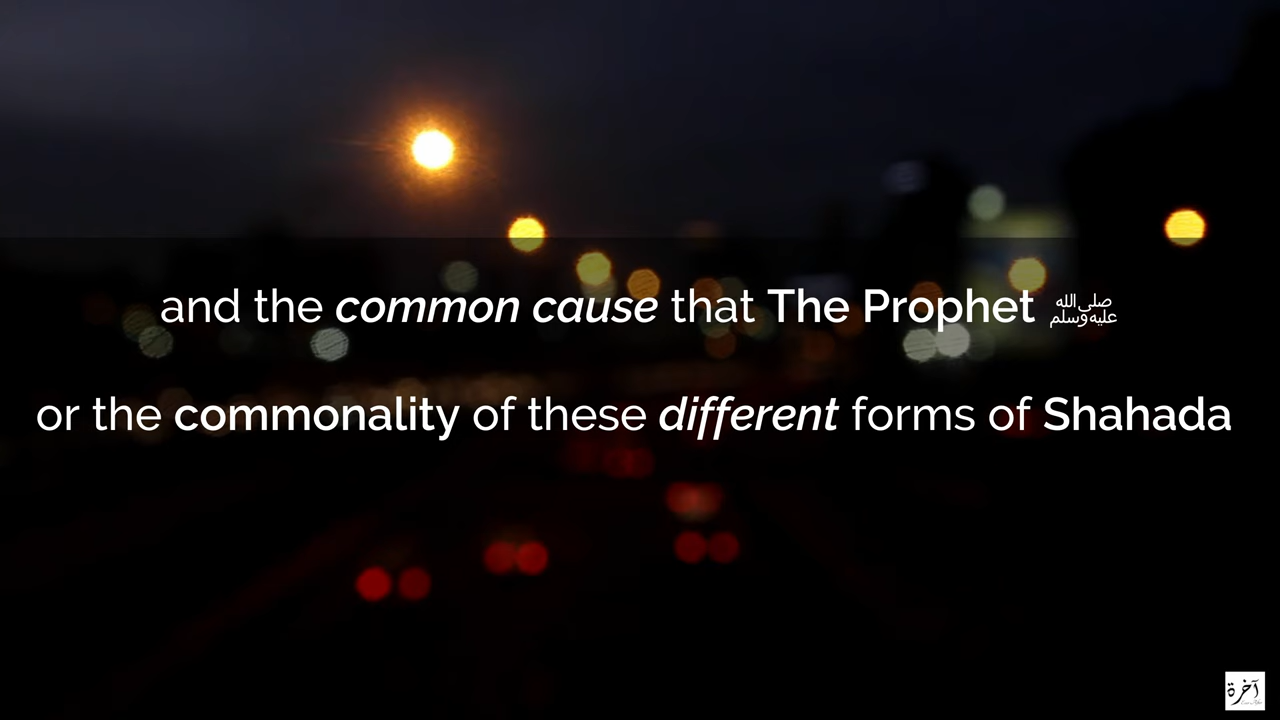 and the common cause that The Prophet ﷺ
or the commonality of these different forms of Shahada
آخرة